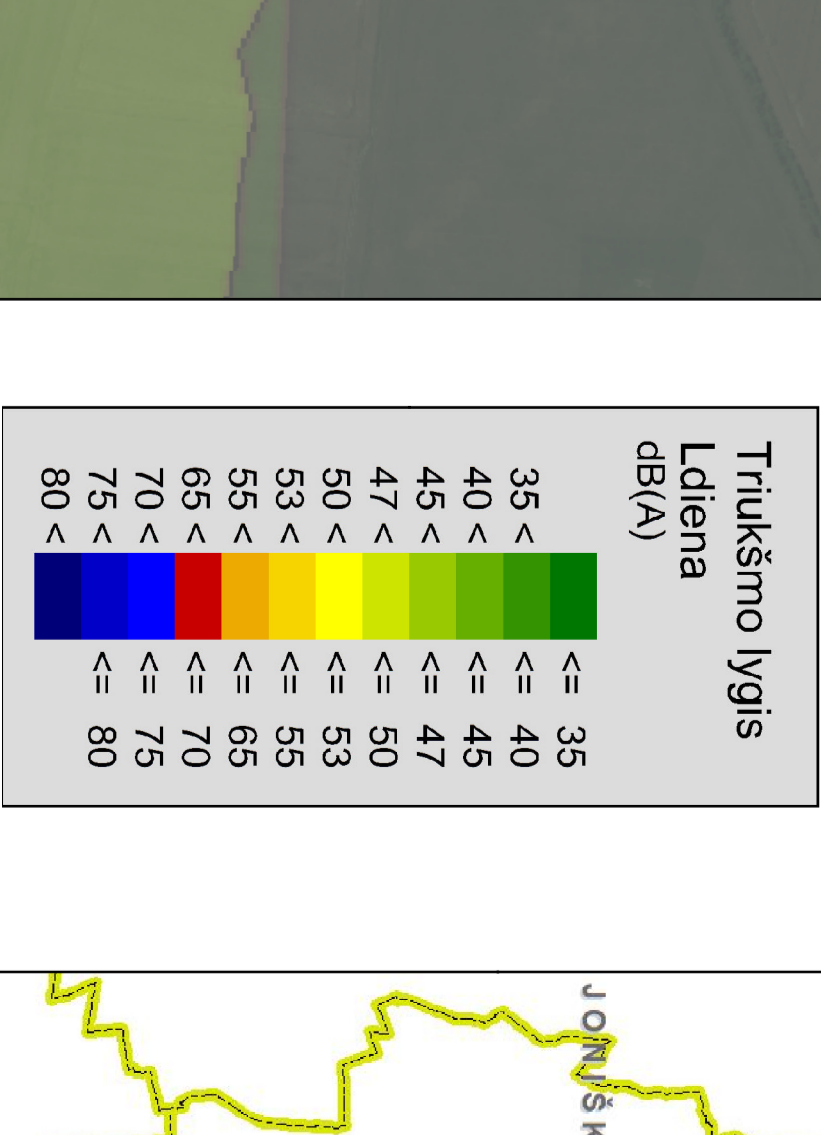 Triukšmo lygis
Ldiena
dB(A)
<= 35
35 < <= 40
40 < <= 45
45 < <= 47
47 < <= 50
50 < <= 53
53 < <= 55
55 < <= 65
65 < <= 70
70 < <= 75
75 < <= 80
80 <
JONIŠK